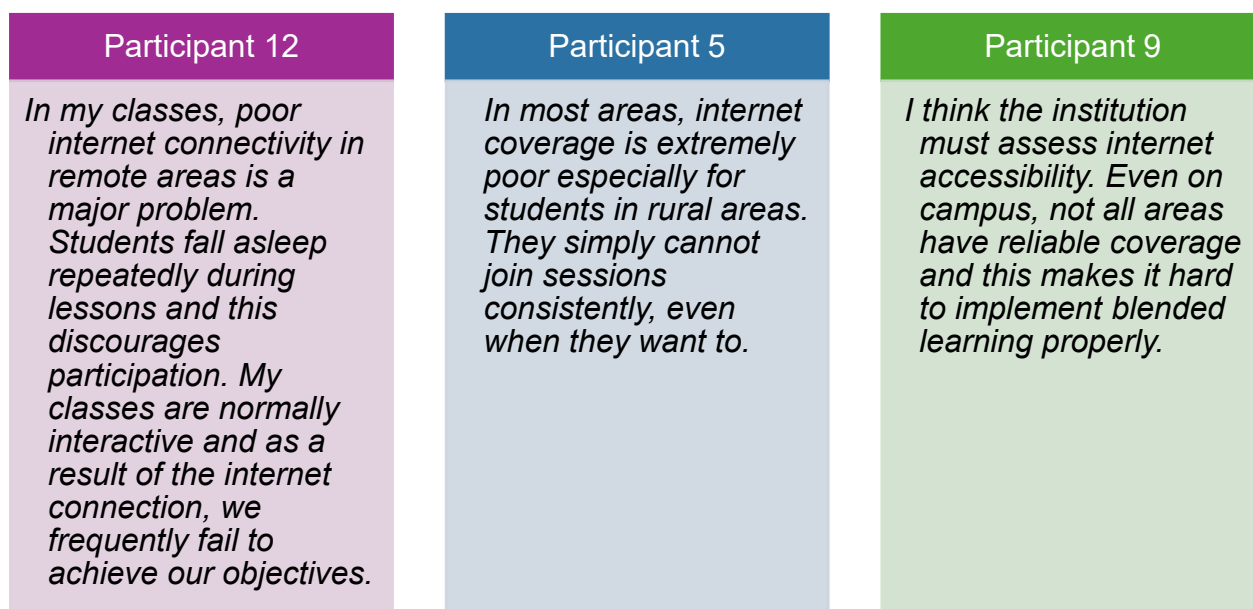 Participant 12
In my classes, poor
internet connectivity in
remote areas is a
major problem.
Students fall asleep
repeatedly during
lessons and this
discourages
participation. My
classes are normally
interactive and as a
result of the internet
connection, we
frequently fail to
achieve our objectives.
Participant 5
In most areas, internet
coverage is extremely
poor especially for
students in rural areas.
They simply cannot
join sessions
consistently, even
when they want to.
Participant 9
I think the institution
must assess internet
accessibility. Even on
campus, not all areas
have reliable coverage
and this makes it hard
to implement blended
learning properly.